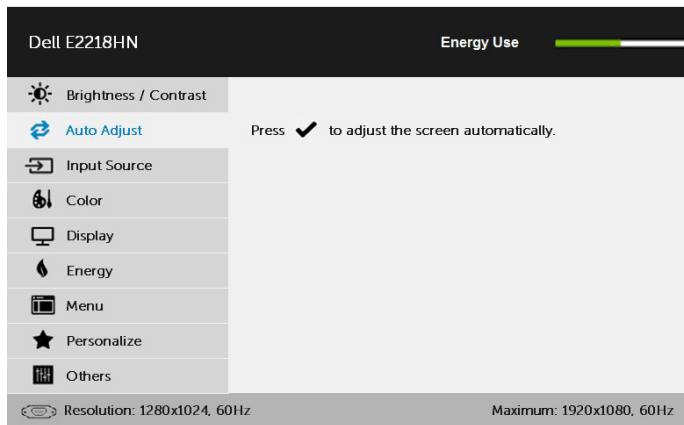 Dell E2218HN
Energy Use
Brightness / Contrast
Auto Adjust
Press ✔ to adjust the screen automatically.
Input Source
Color
Display
Energy
Menu
Personalize
Others
Resolution: 1280x1024, 60Hz
Maximum: 1920x1080, 60Hz